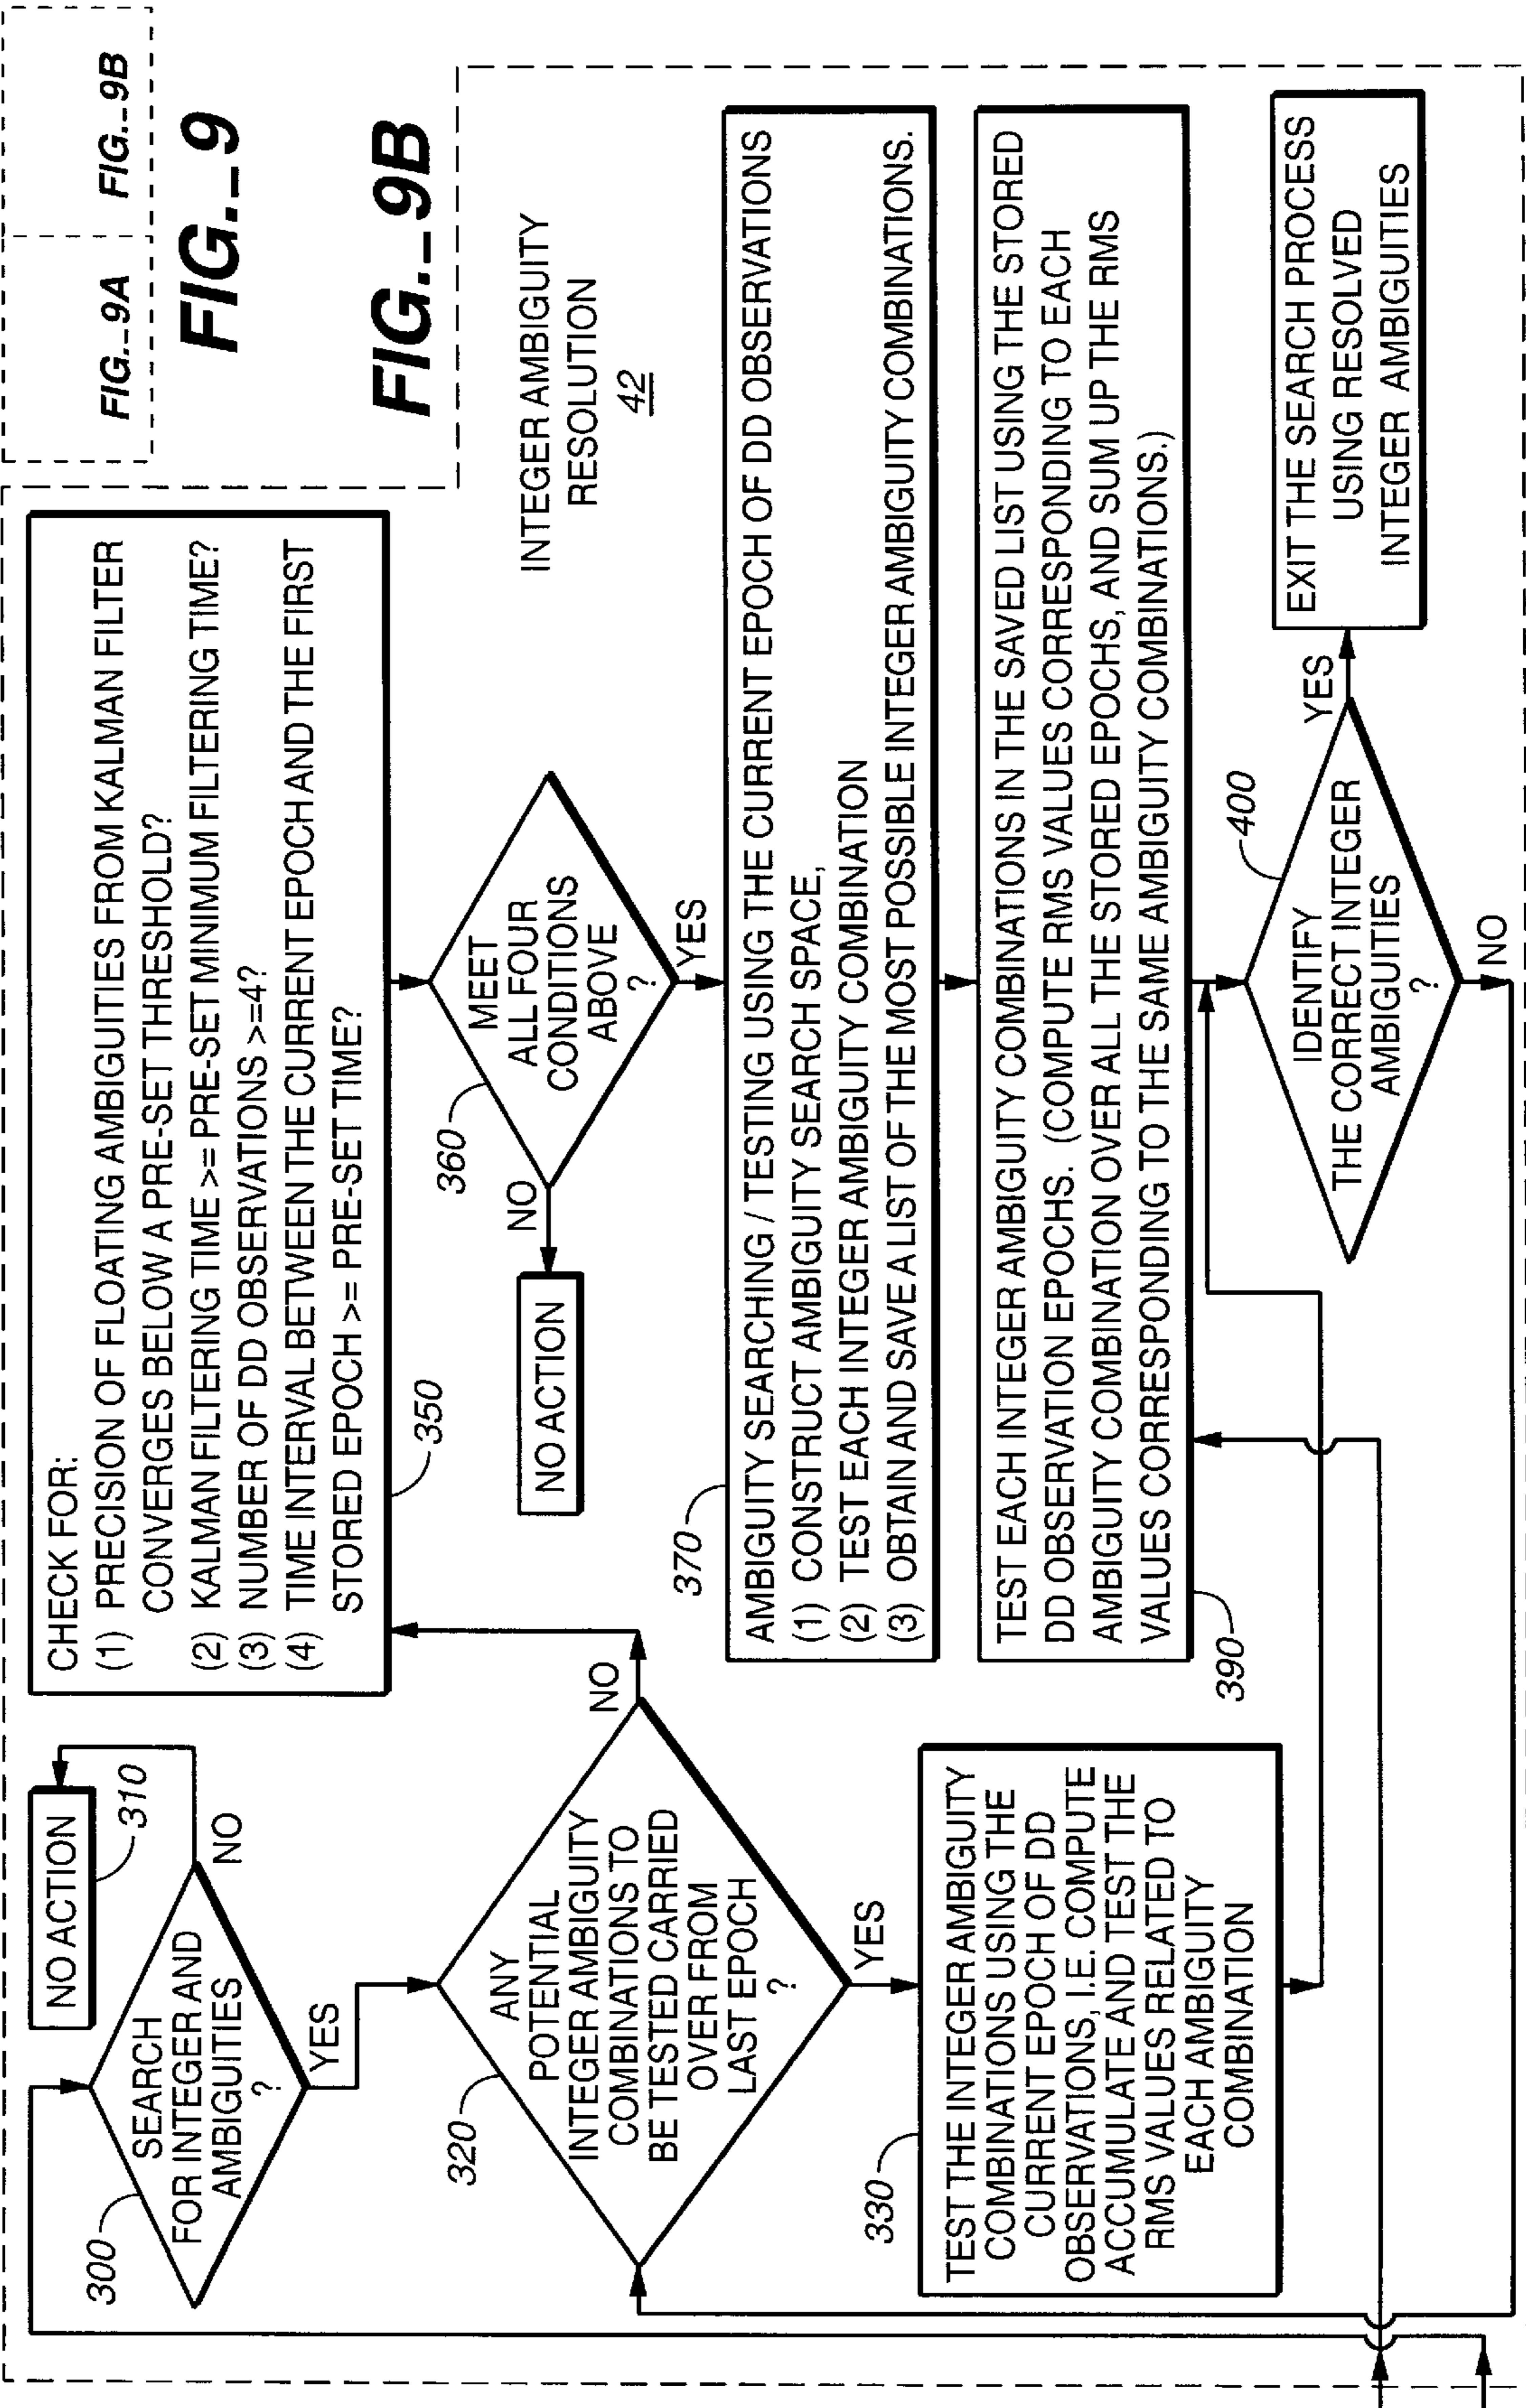 FIG._9A
FIG._9B
FIG._9
FIG._9B
INTEGER AMBIGUITY
RESOLUTION
42
300
SEARCH
FOR INTEGER AND
AMBIGUITIES
?
NO
NO ACTION
310
YES
320
ANY
POTENTIAL
INTEGER AMBIGUITY
COMBINATIONS TO
BE TESTED CARRIED
OVER FROM
LAST EPOCH
?
NO
YES
330
TEST THE INTEGER AMBIGUITY
COMBINATIONS USING THE
CURRENT EPOCH OF DD
OBSERVATIONS, I.E. COMPUTE
ACCUMULATE AND TEST THE
RMS VALUES RELATED TO
EACH AMBIGUITY
COMBINATION
CHECK FOR:
(1) PRECISION OF FLOATING AMBIGUITIES FROM KALMAN FILTER
CONVERGES BELOW A PRE-SET THRESHOLD?
(2) KALMAN FILTERING TIME >= PRE-SET MINIMUM FILTERING TIME?
(3) NUMBER OF DD OBSERVATIONS >=4?
(4) TIME INTERVAL BETWEEN THE CURRENT EPOCH AND THE FIRST
STORED EPOCH >= PRE-SET TIME?
350
360
MEET
ALL FOUR
CONDITIONS
ABOVE
?
NO
NO ACTION
YES
370
AMBIGUITY SEARCHING / TESTING USING THE CURRENT EPOCH OF DD OBSERVATIONS
(1) CONSTRUCT AMBIGUITY SEARCH SPACE,
(2) TEST EACH INTEGER AMBIGUITY COMBINATION
(3) OBTAIN AND SAVE A LIST OF THE MOST POSSIBLE INTEGER AMBIGUITY COMBINATIONS.
TEST EACH INTEGER AMBIGUITY COMBINATIONS IN THE SAVED LIST USING THE STORED
DD OBSERVATION EPOCHS. (COMPUTE RMS VALUES CORRESPONDING TO EACH
AMBIGUITY COMBINATION OVER ALL THE STORED EPOCHS, AND SUM UP THE RMS
VALUES CORRESPONDING TO THE SAME AMBIGUITY COMBINATIONS.)
390
400
IDENTIFY
THE CORRECT INTEGER
AMBIGUITIES
?
YES
NO
EXIT THE SEARCH PROCESS
USING RESOLVED
INTEGER AMBIGUITIES